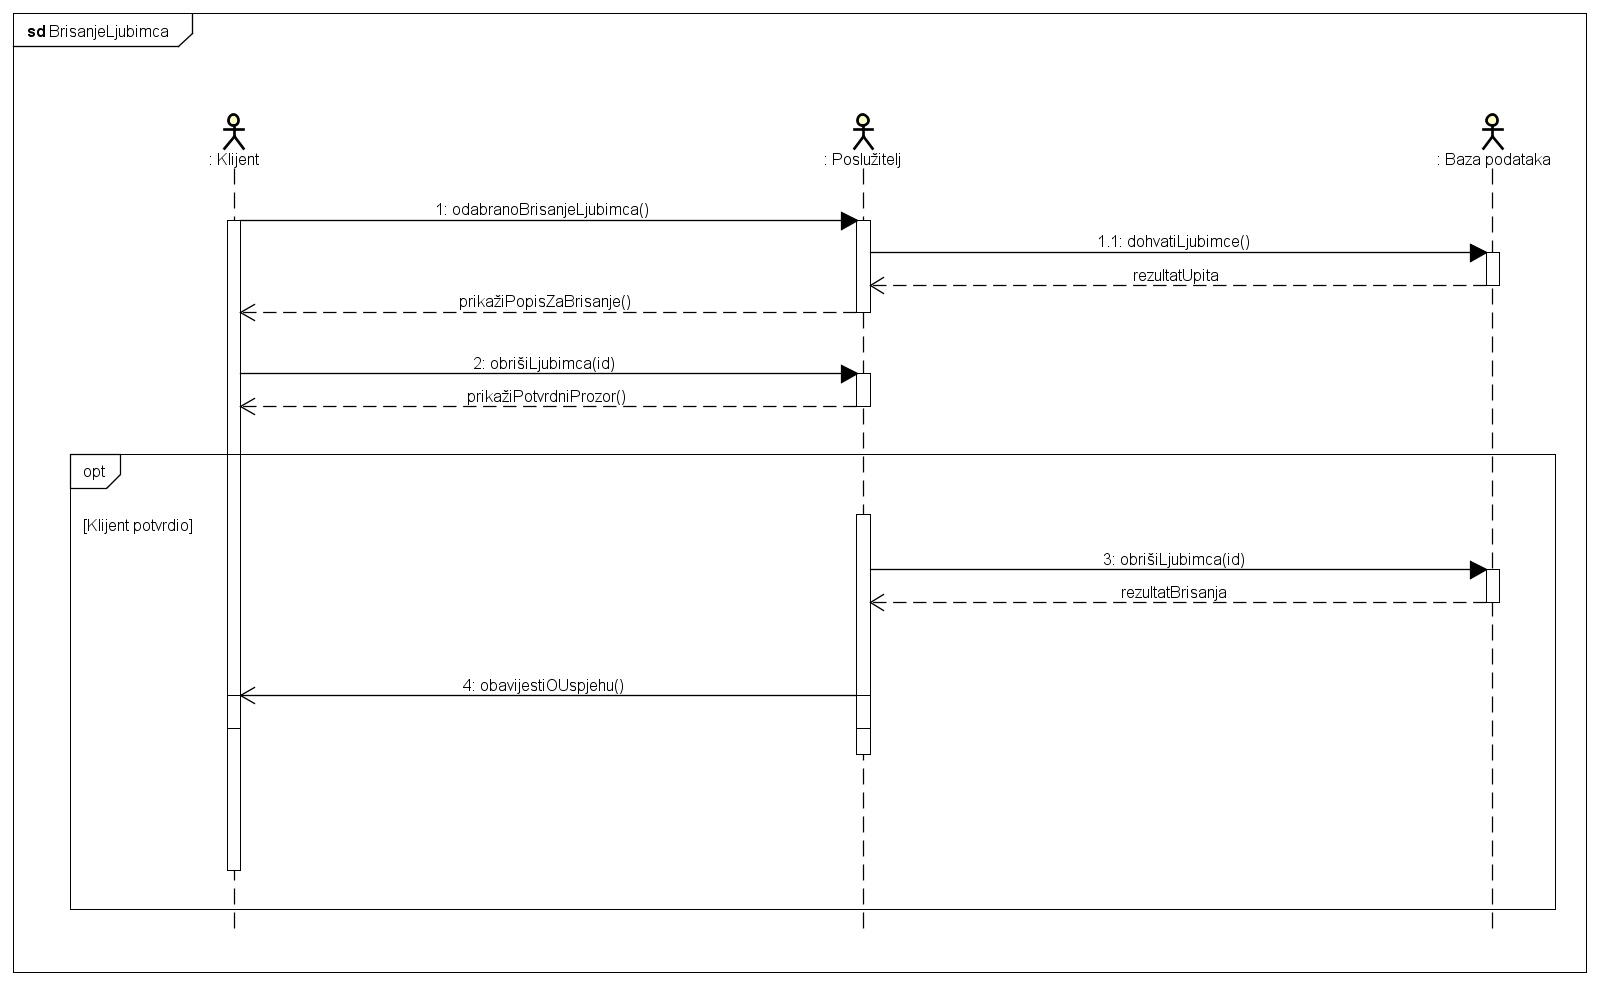 sd BrisanjeLjubimca
: Klijent
: Poslužitelj
: Baza podataka
1: odabranoBrisanjeLjubimca()
1.1: dohvatiLjubimce()
rezultatUpita
prikažiPopisZaBrisanje()
2: obrišiLjubimca(id)
prikažiPotvrdniProzor()
opt
[Klijent potvrdio]
3: obrišiLjubimca(id)
rezultatBrisanja
4: obavijestiOUspjehu()